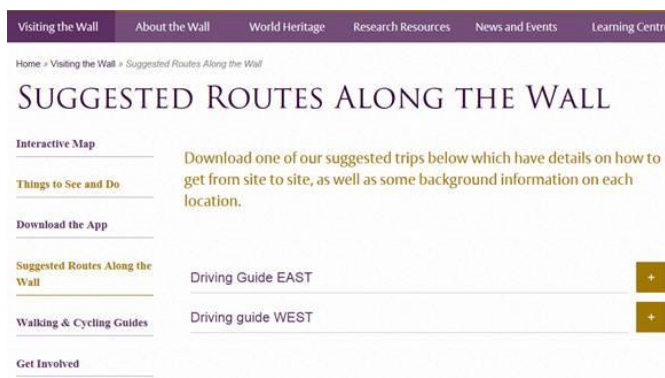 Visiting the Wall About the Wall World Heritage Research Resources News and Events Learning Centr
Home » Visiting the Wall » Suggested Routes Along the Wall
SUGGESTED ROUTES ALONG THE WALL
Interactive Map
Things to See and Do
Download the App
Suggested Routes Along the
Wall
Walking & Cycling Guides
Get Involved
Download one of our suggested trips below which have details on how to
get from site to site, as well as some background information on each
location.
Driving Guide EAST +
Driving guide WEST +